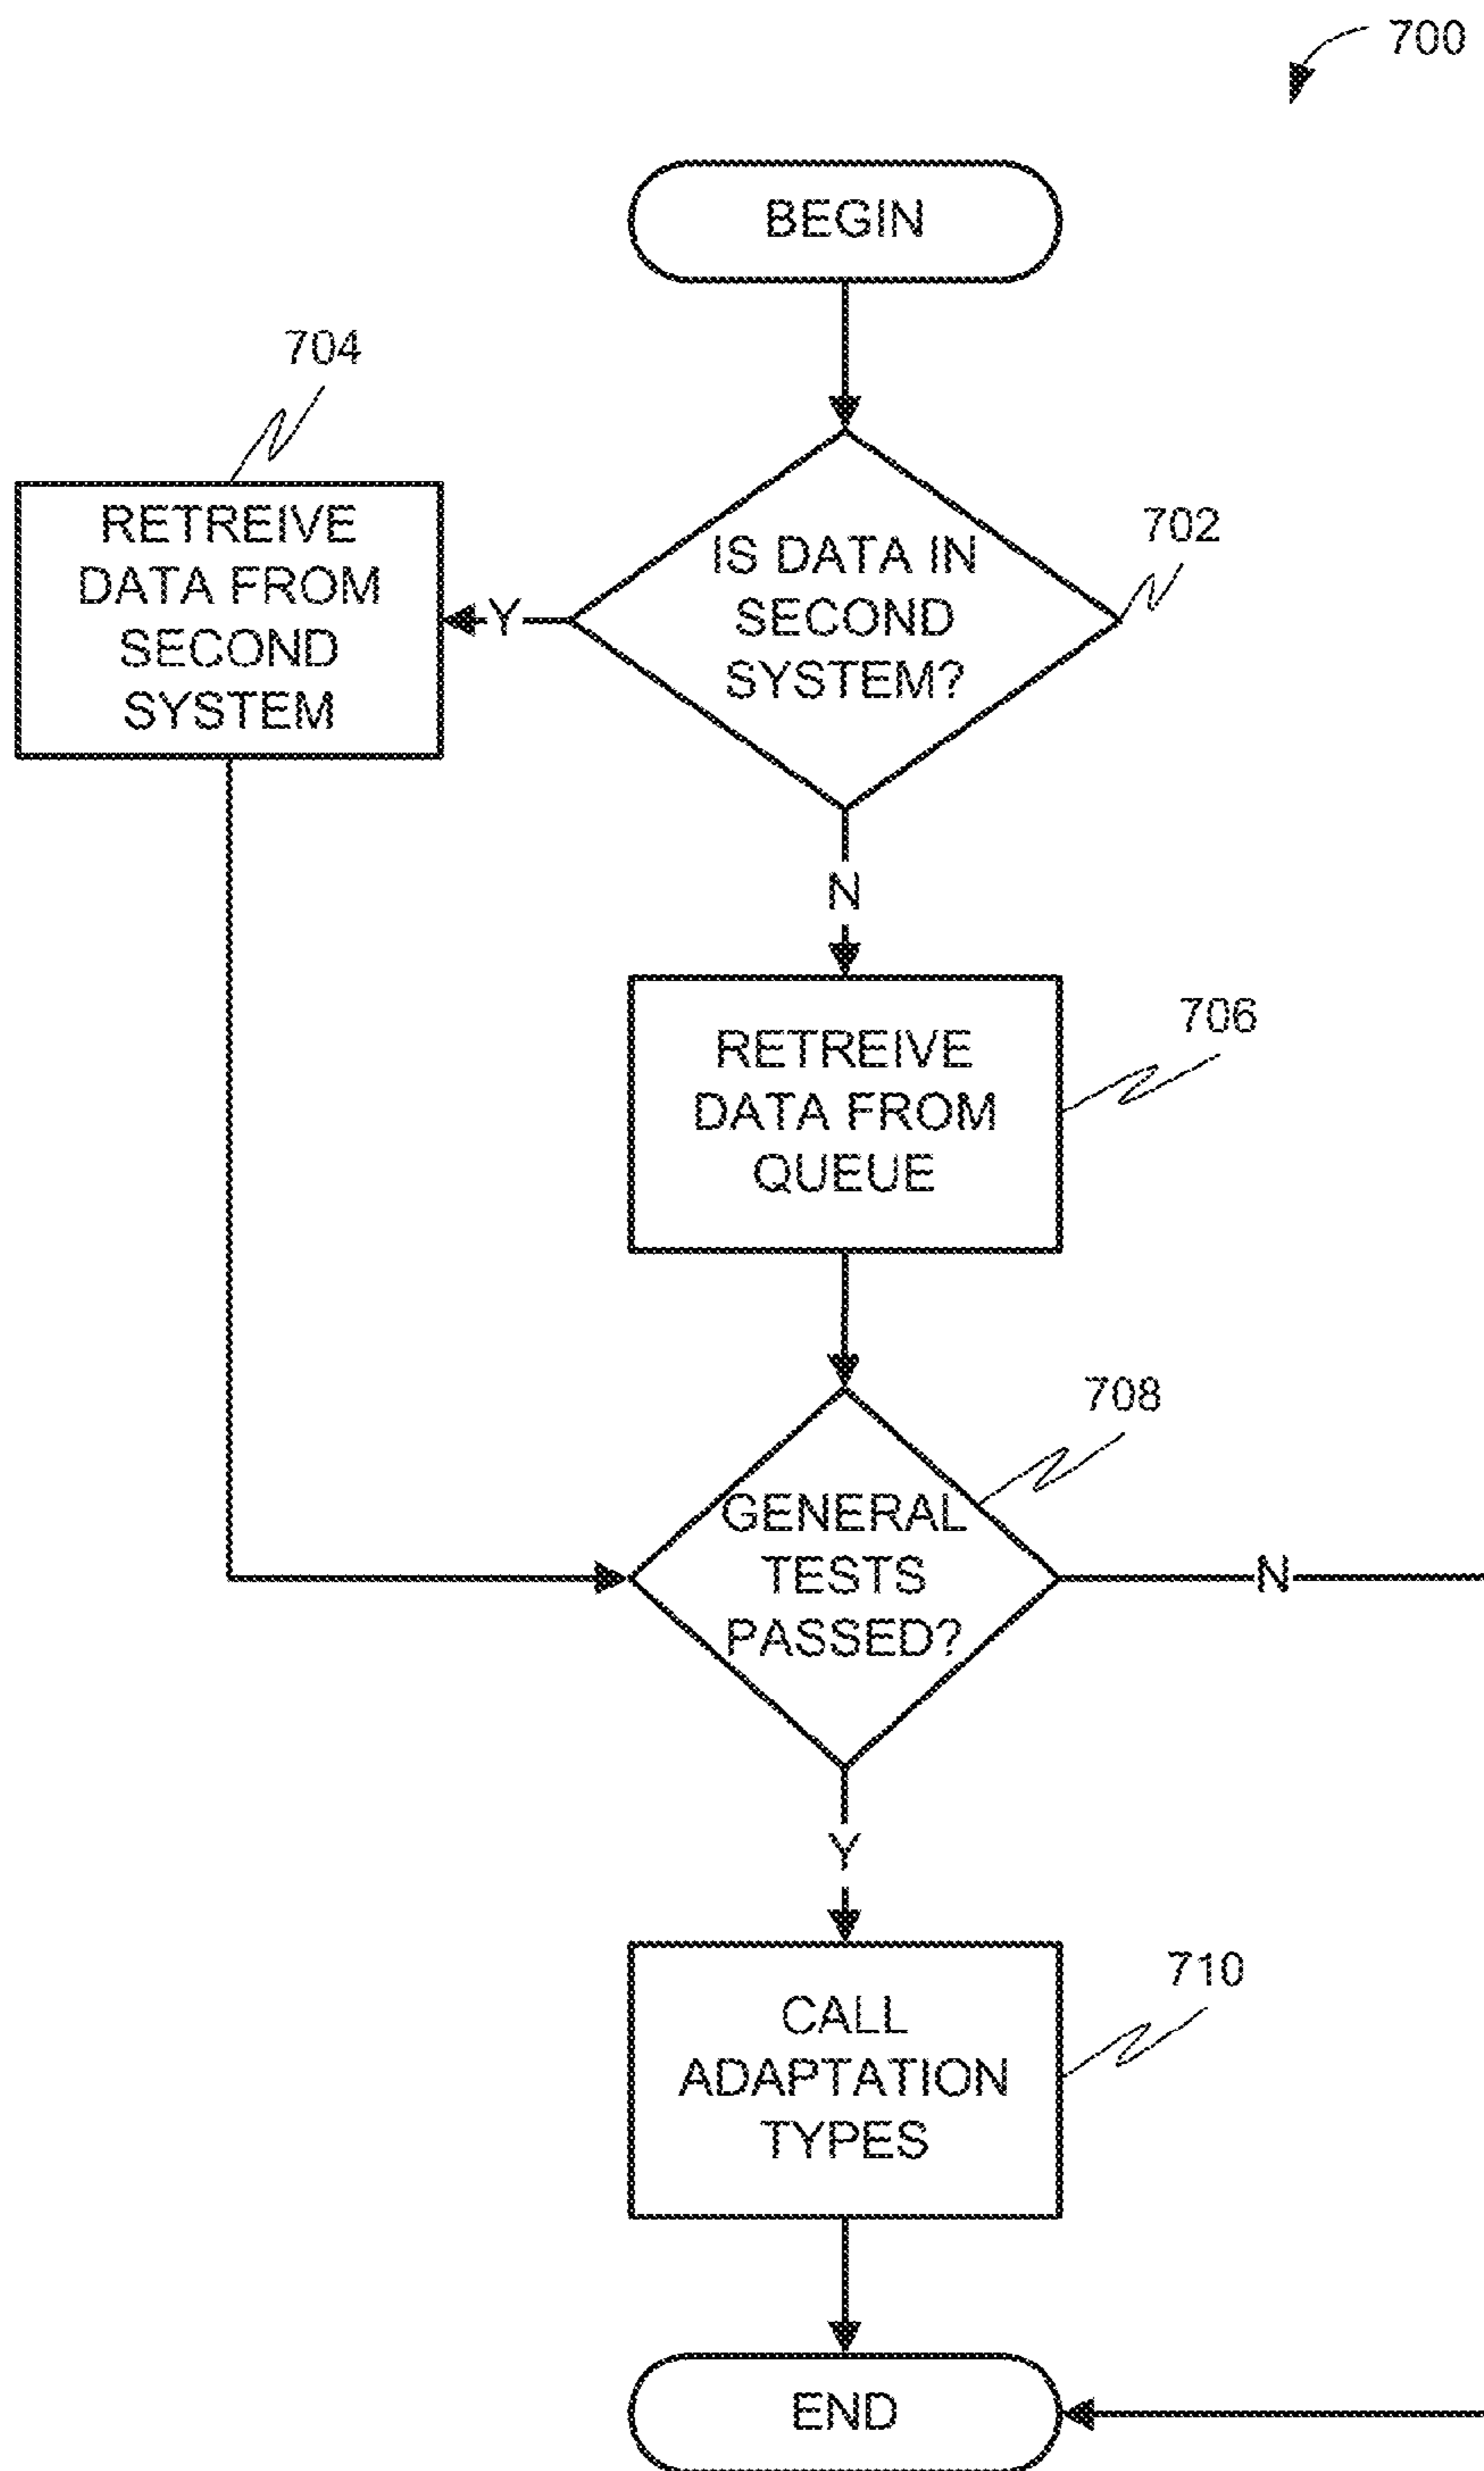 700
BEGIN
704
RETREIVE
DATA FROM
SECOND
SYSTEM
Y
IS DATA IN
SECOND
SYSTEM?
702
N
RETREIVE
DATA FROM
QUEUE
706
GENERAL
TESTS
PASSED?
708
N
Y
CALL
ADAPTATION
TYPES
710
END